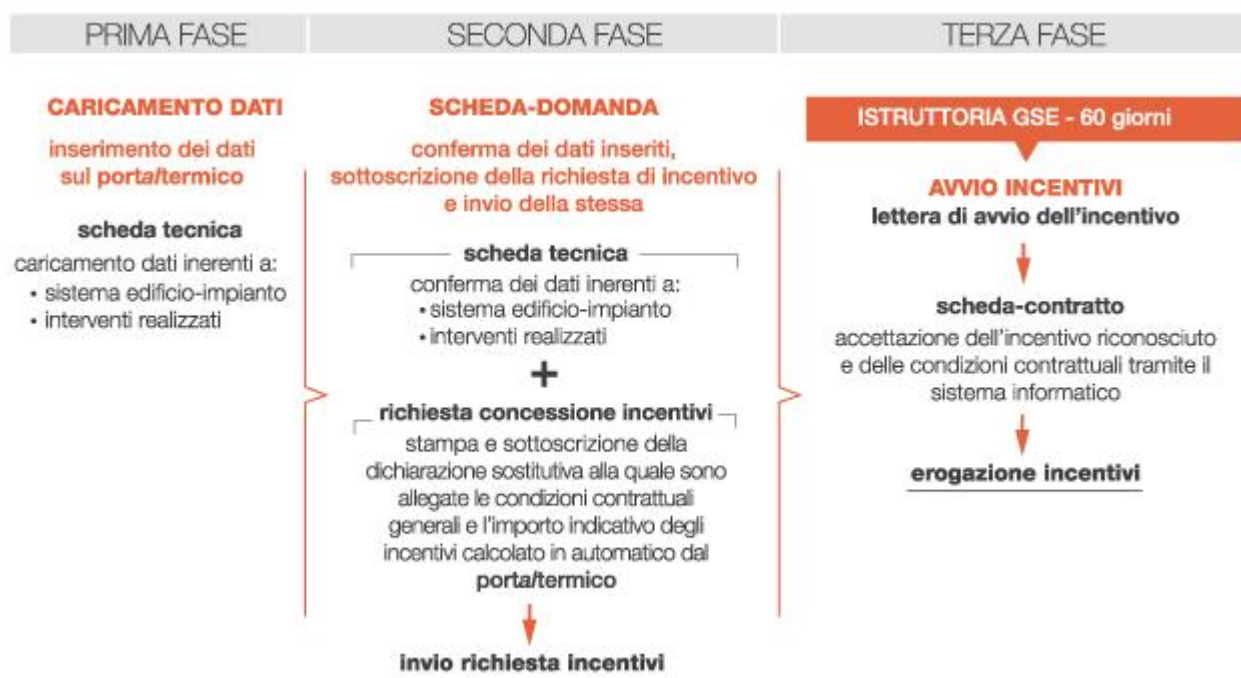 PRIMA FASE
SECONDA FASE
TERZA FASE
CARICAMENTO DATI
inserimento dei dati
sul portaltermico
scheda tecnica
caricamento dati inerenti a:
• sistema edificio-impianto
• interventi realizzati
SCHEDA-DOMANDA
conferma dei dati inseriti,
sottoscrizione della richiesta di incentivo
e invio della stessa
scheda tecnica
conferma dei dati inerenti a:
• sistema edificio-impianto
• interventi realizzati
+
richiesta concessione incentivi
stampa e sottoscrizione della
dichiarazione sostitutiva alla quale sono
allegate le condizioni contrattuali
generali e l'importo indicativo degli
incentivi calcolato in automatico dal
portaltermico
invio richiesta incentivi
ISTRUTTORIA GSE - 60 giorni
AVVIO INCENTIVI
lettera di avvio dell'incentivo
scheda-contratto
accettazione dell'incentivo riconosciuto
e delle condizioni contrattuali tramite il
sistema informatico
erogazione incentivi